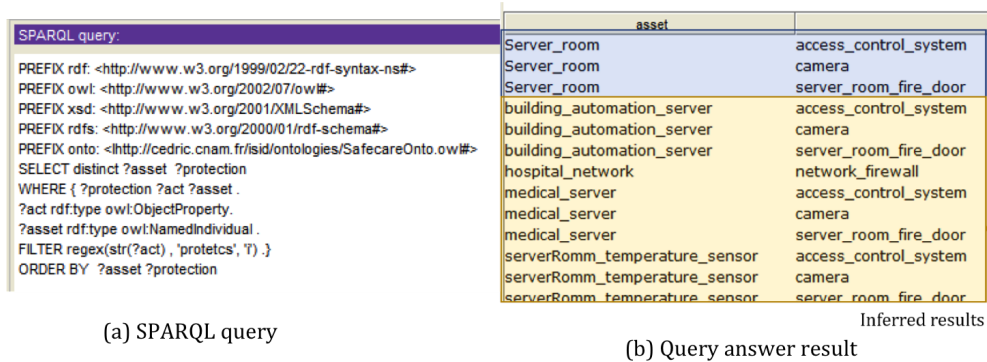 SPARQL query:
PREFIX rdf: <http://www.w3.org/1999/02/22-rdf-syntax-ns#>
PREFIX owl: <http://www.w3.org/2002/07/owl#>
PREFIX xsd: <http://www.w3.org/2001/XMLSchema#>
PREFIX rdfs: <http://www.w3.org/2000/01/rdf-schema#>
PREFIX onto: <lhttp://cedric.cnam.fr/isid/ontologies/SafecareOnto.owl#>
SELECT distinct ?asset ?protection
WHERE { ?protection ?act ?asset .
?act rdf:type owl:ObjectProperty.
?asset rdf:type owl:NamedIndividual .
FILTER regex(str(?act) , 'protetcs', 'i') .}
ORDER BY ?asset ?protection
(a) SPARQL query
asset
Server_room access_control_system
Server_room camera
Server_room server_room_fire_door
building_automation_server access_control_system
building_automation_server camera
building_automation_server server_room_fire_door
hospital_network network_firewall
medical_server access_control_system
medical_server camera
medical_server server_room_fire_door
serverRomm_temperature_sensor access_control_system
serverRomm_temperature_sensor camera
serverRomm_temperature_sensor server_room_fire_door
Inferred results
(b) Query answer result